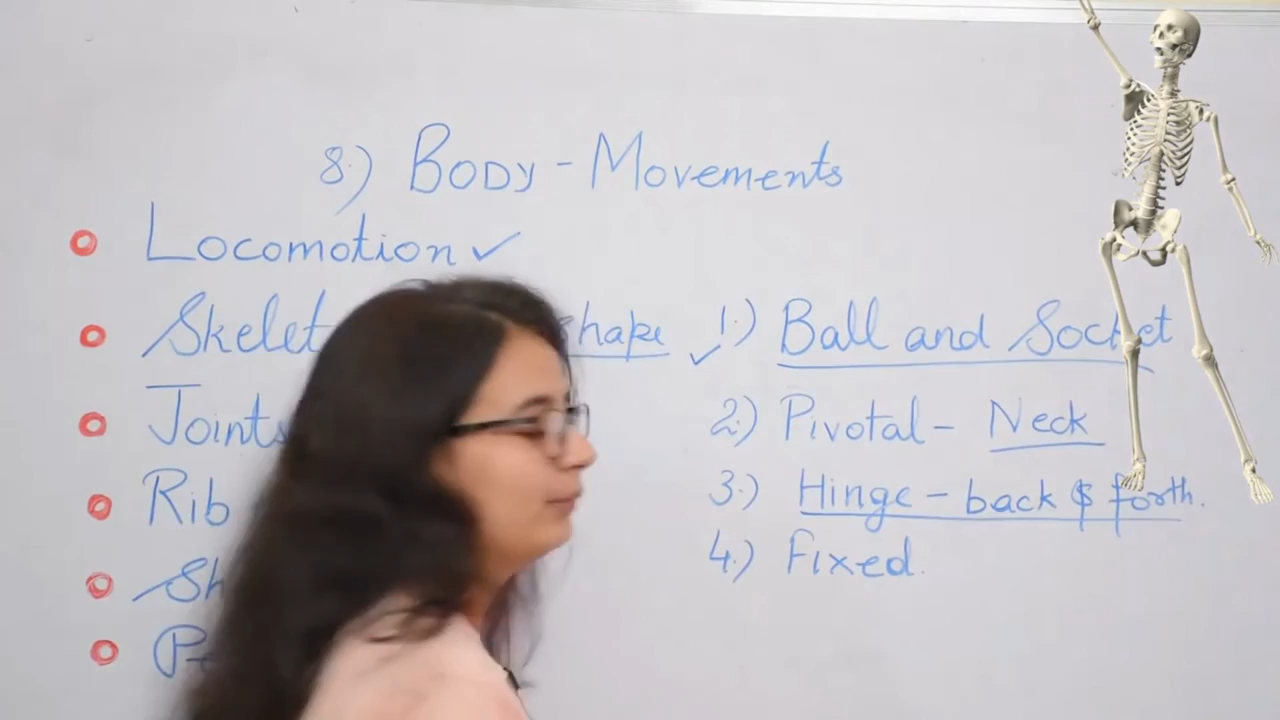 8.) BODY - MOVEMENTS
LOCOMOTION ✓
Skelet shape
Joints
Rib
✓ 1.) Ball and Socket
2.) Pivotal - Neck
3.) Hinge - back $ forth.
4.) Fixed.